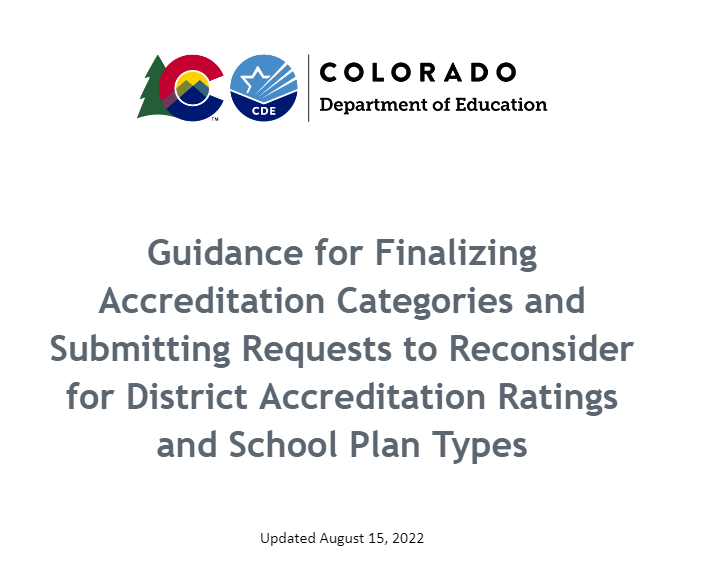 COLORADO
Department of Education
CDE
TM
Guidance for Finalizing
Accreditation Categories and
Submitting Requests to Reconsider
for District Accreditation Ratings
and School Plan Types
Updated August 15, 2022